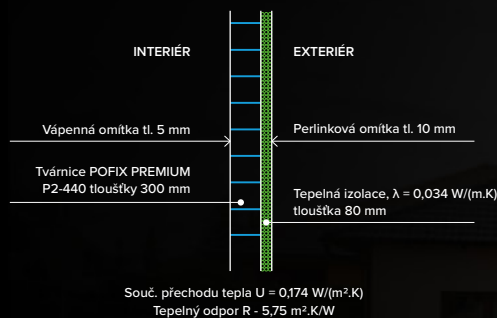 INTERIÉR
EXTERIÉR
Vápenná omítka tl. 5 mm
Perlinková omítka tl. 10 mm
Tvárnice POFIX PREMIUM
P2-440 tloušťky 300 mm
Tepelná izolace, λ = 0,034 W/(m.K)
tloušťka 80 mm
Souč. přechodu tepla U = 0,174 W/(m².K)
Tepelný odpor R - 5,75 m².K/W